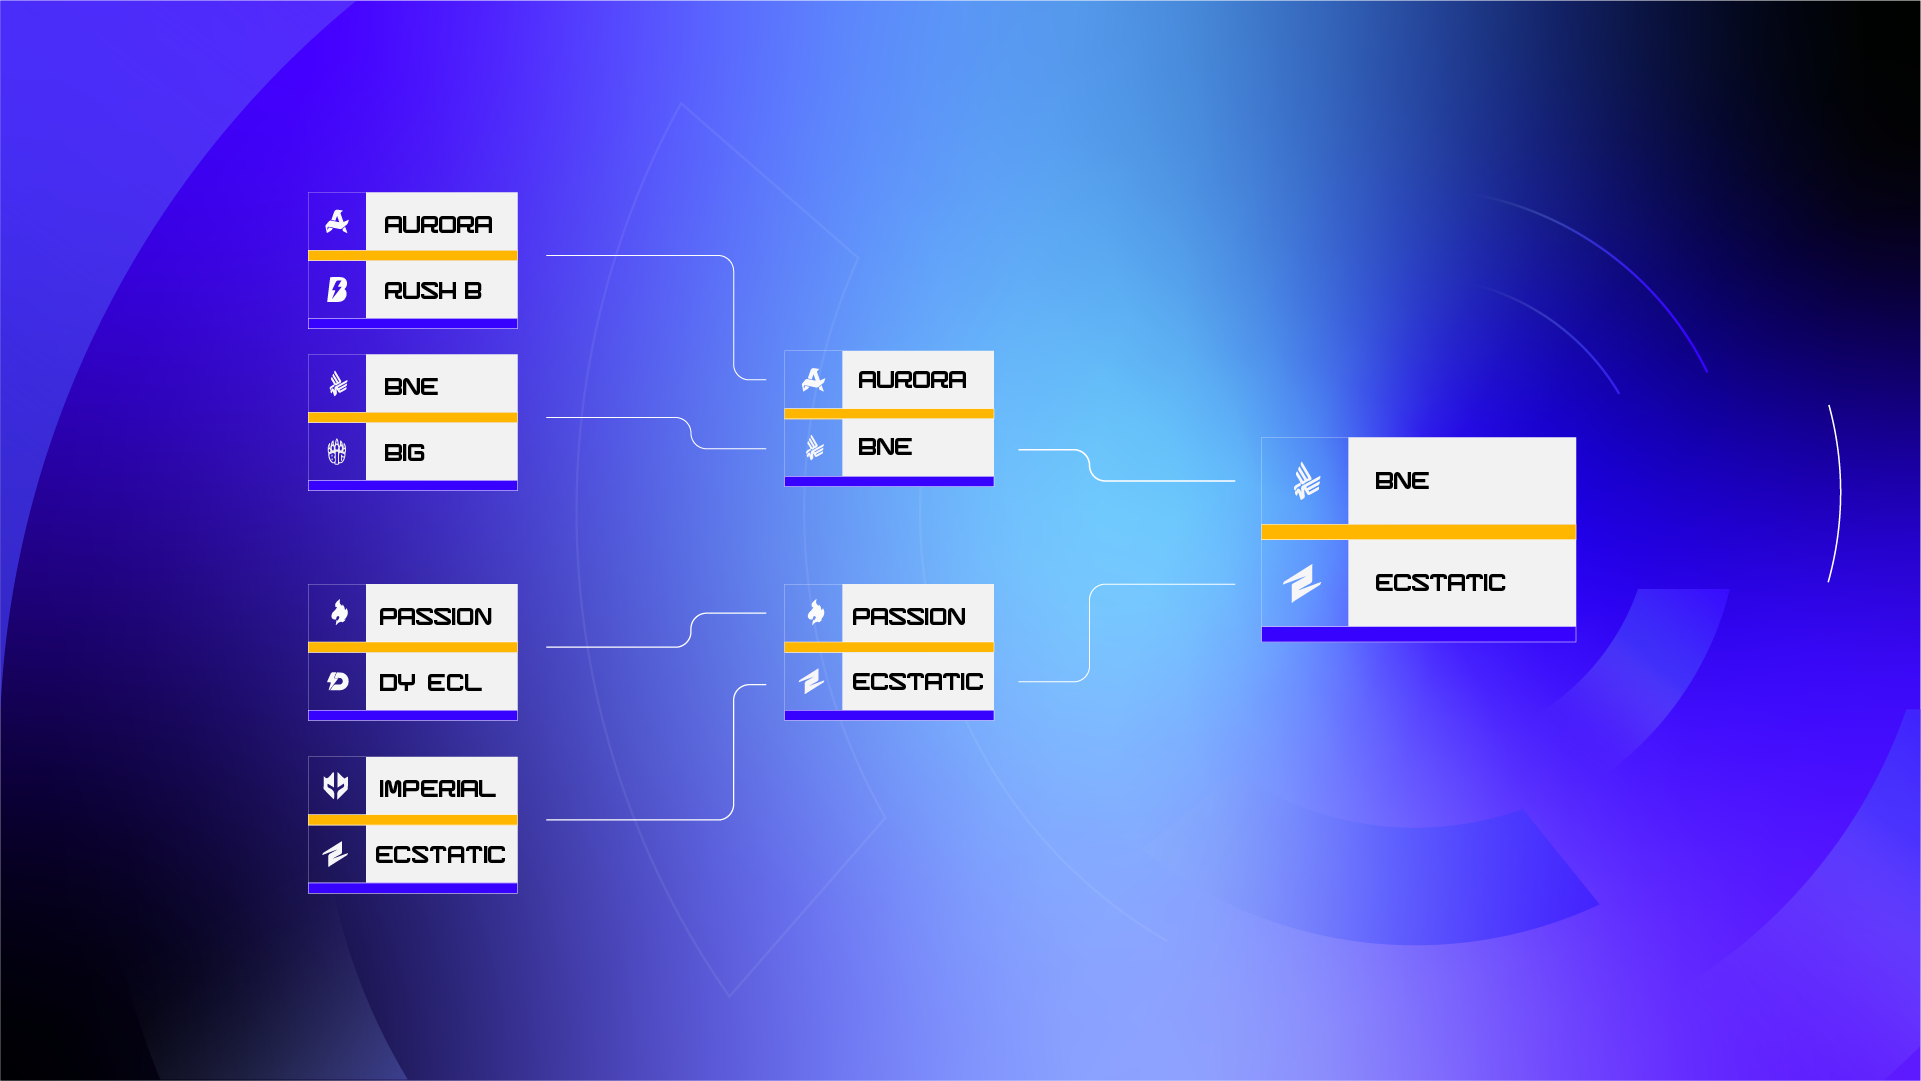 AURORA
RUSH B
BNE
BIG
PASSION
DY ECL
IMPERIAL
ECSTATIC
AURORA
BNE
PASSION
ECSTATIC
BNE
ECSTATIC